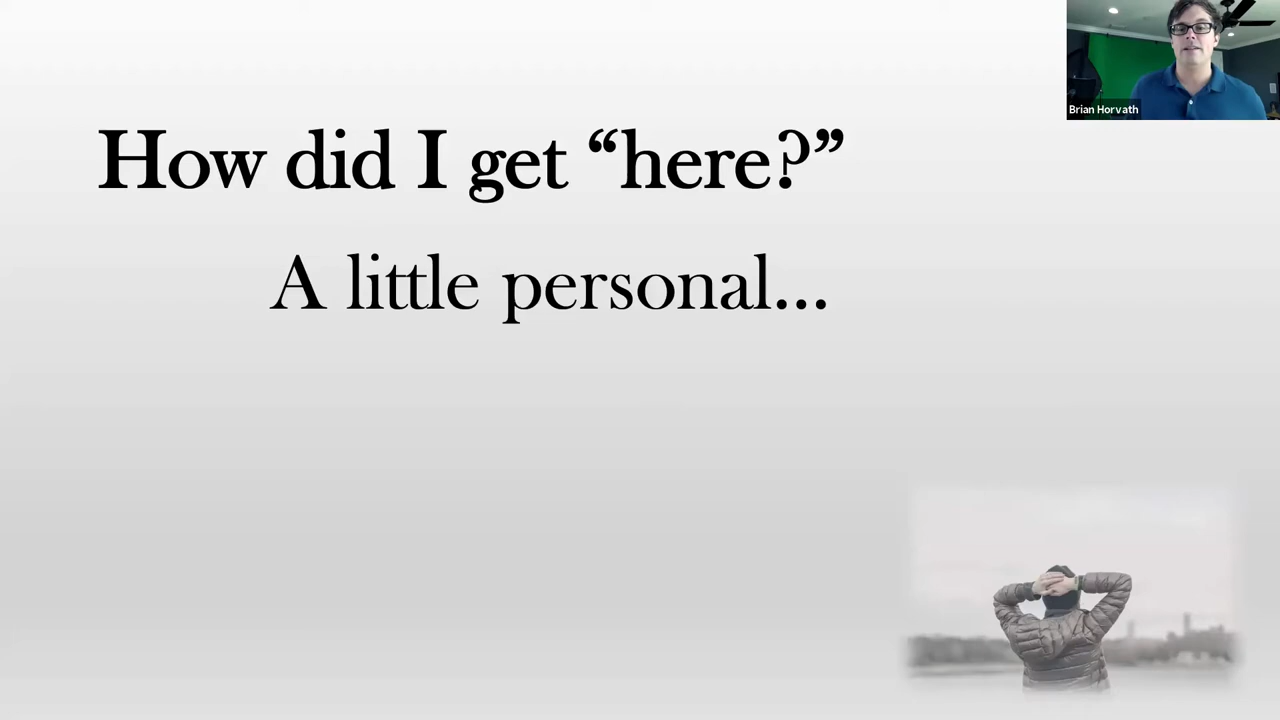 How did I get “here?”
A little personal...
Brian Horvath